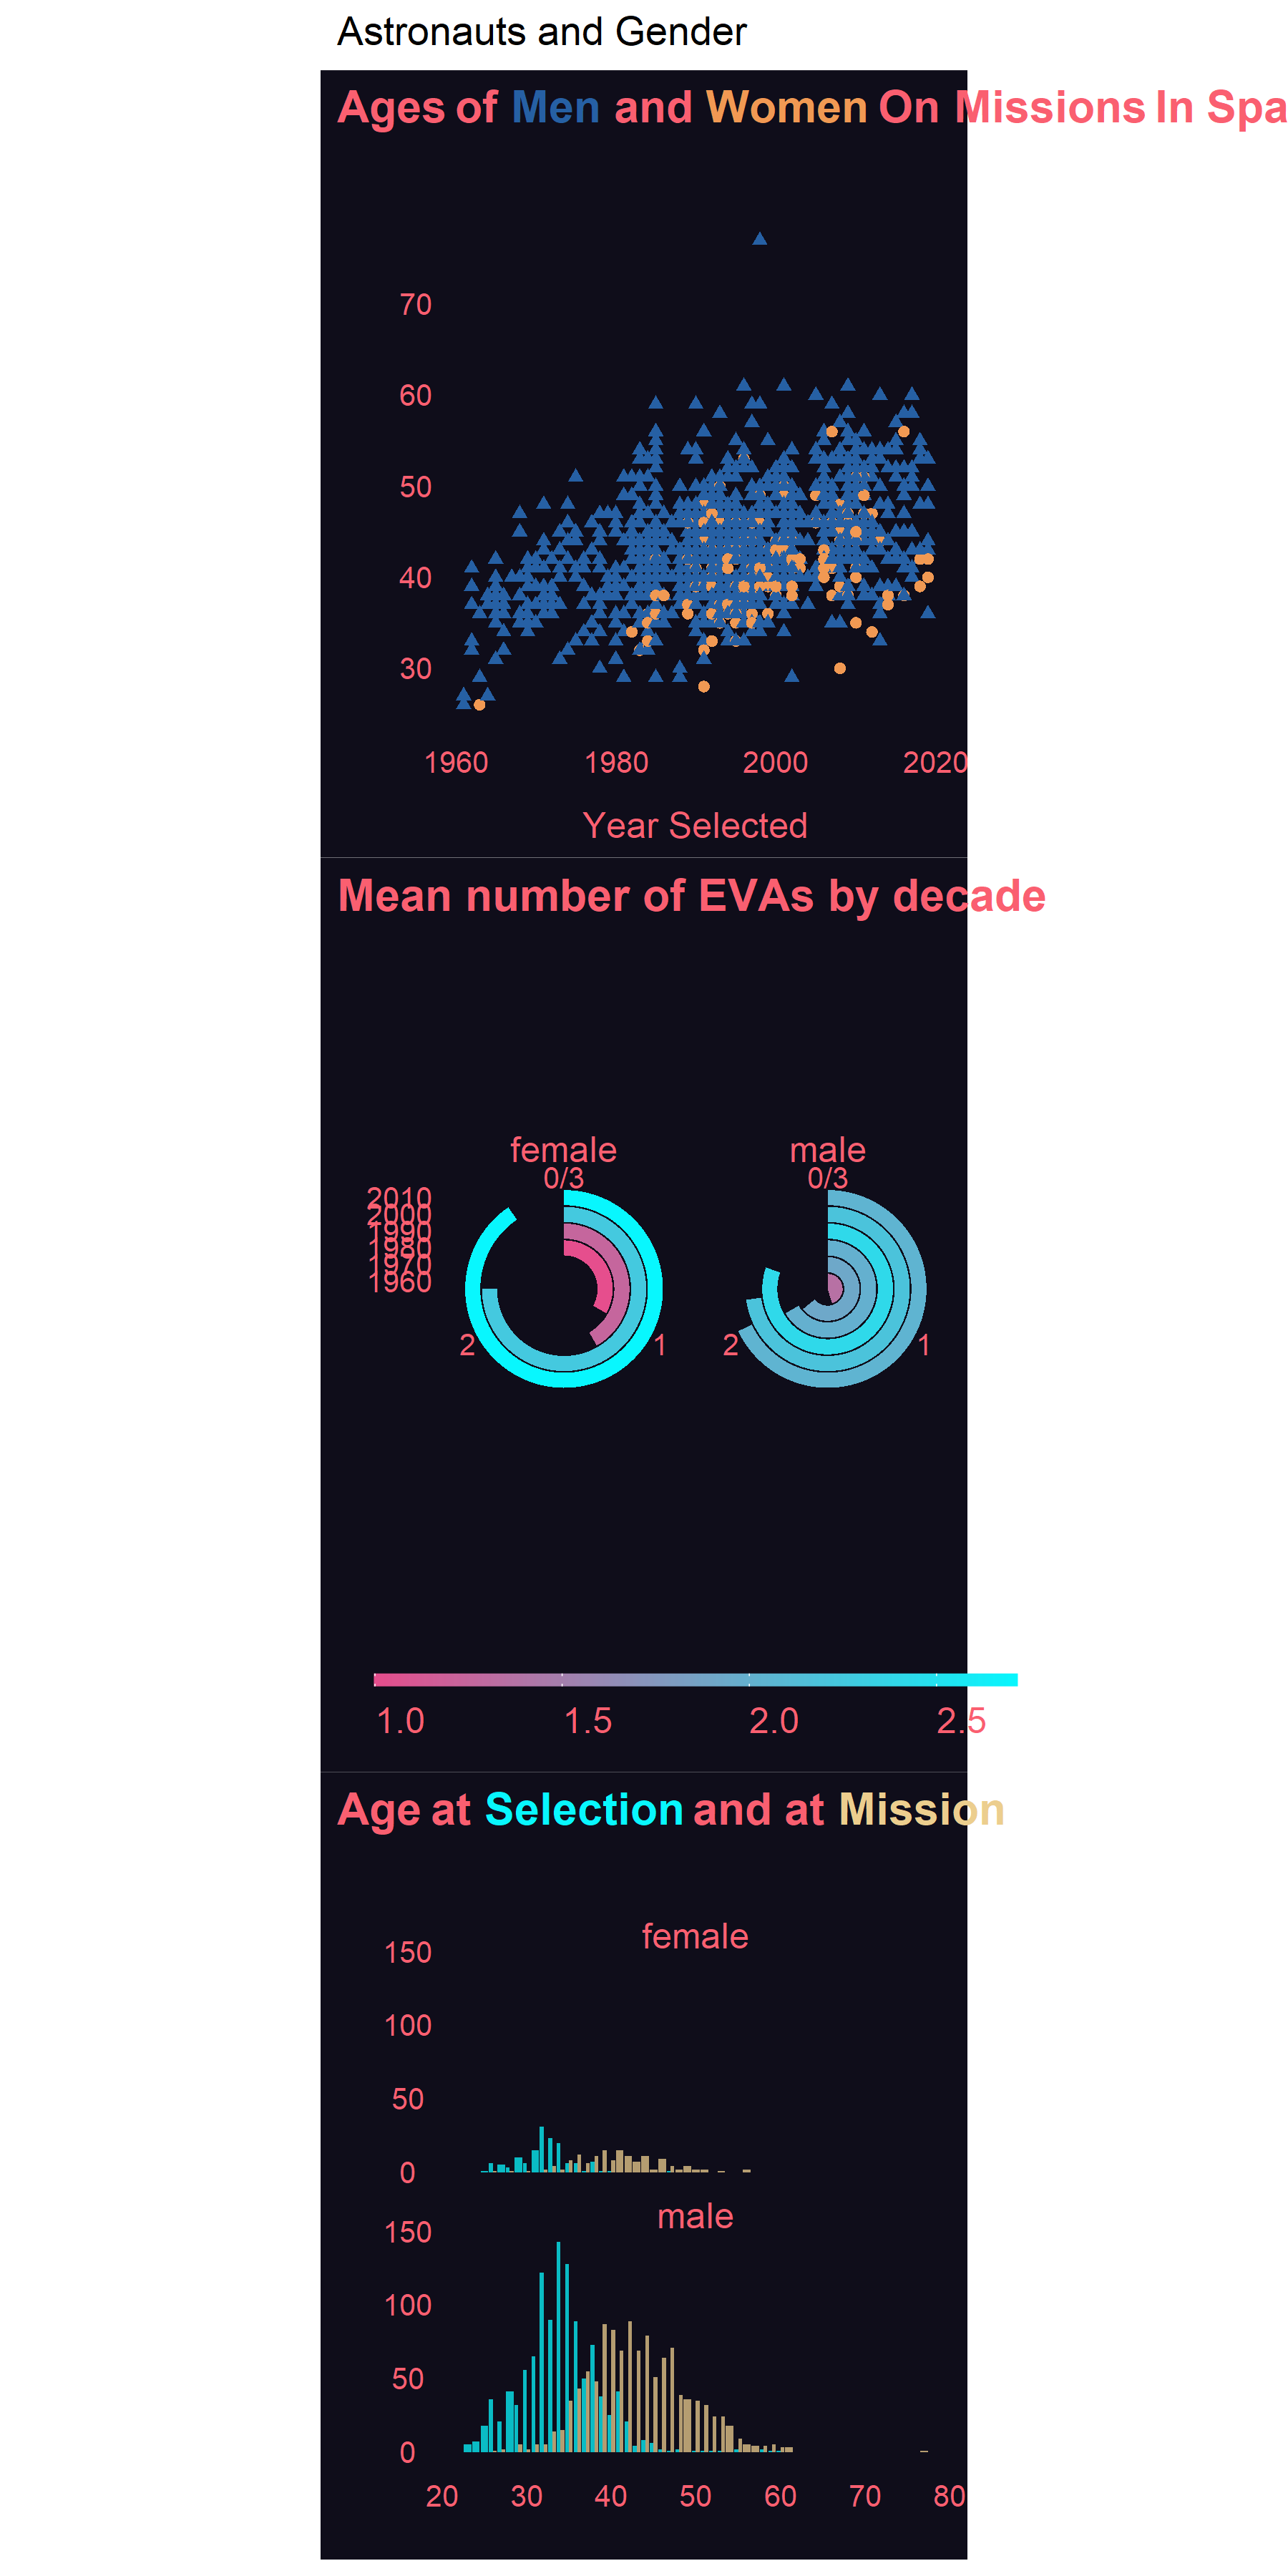 Astronauts and Gender
Ages of Men and Women On Missions In Spa
70
60
50
40
30
1960 1980 2000 2020
Year Selected
Mean number of EVAs by decade
female male
0/3 0/3
2010
2000
1990
1980
1970
1960
2 1 2 1
1.0 1.5 2.0 2.5
Age at Selection and at Mission
female
150
100
50
0
male
150
100
50
0
20 30 40 50 60 70 80